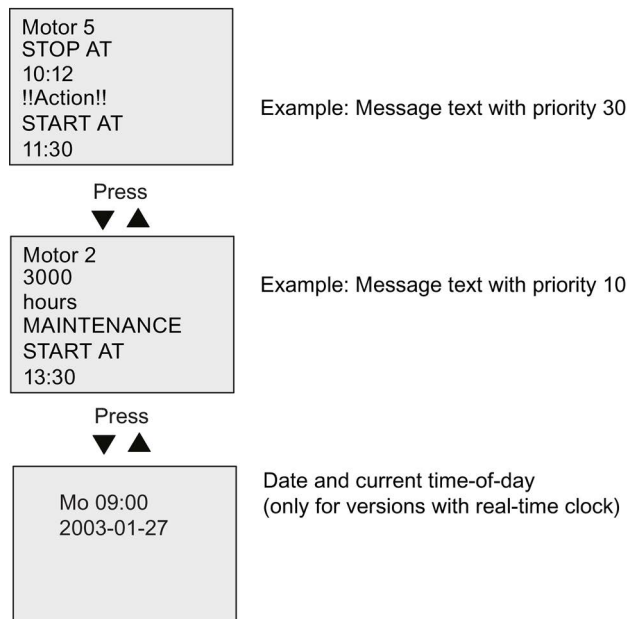 Motor 5
STOP AT
10:12
!!Action!!
START AT
11:30
Example: Message text with priority 30
Press
Motor 2
3000
hours
MAINTENANCE
START AT
13:30
Example: Message text with priority 10
Press
Mo 09:00
2003-01-27
Date and current time-of-day
(only for versions with real-time clock)